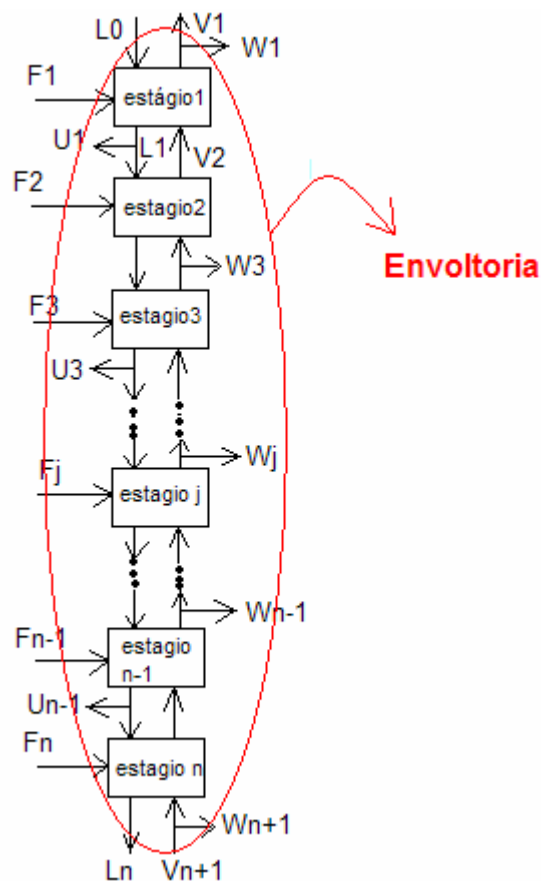 L0
V1
W1
F1
estágio1
U1
L1
V2
F2
estagio2
W3
Envoltoria
F3
estagio3
U3
Wj
Fj
estagio j
Wn-1
Fn-1
estagio
n-1
Un-1
Fn
estagio n
Wn+1
Ln
Vn+1